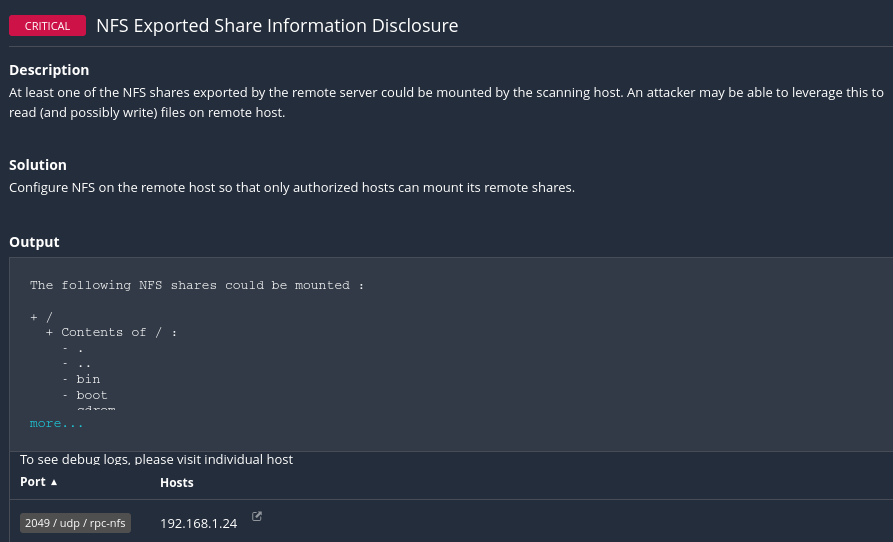 CRITICAL NFS Exported Share Information Disclosure
Description
At least one of the NFS shares exported by the remote server could be mounted by the scanning host. An attacker may be able to leverage this to
read (and possibly write) files on remote host.
Solution
Configure NFS on the remote host so that only authorized hosts can mount its remote shares.
Output
The following NFS shares could be mounted :
+ /
+ Contents of / :
- .
- ..
- bin
- boot
cdrom
more...
To see debug logs, please visit individual host
Port ▲ Hosts
2049 / udp / rpc-nfs 192.168.1.24